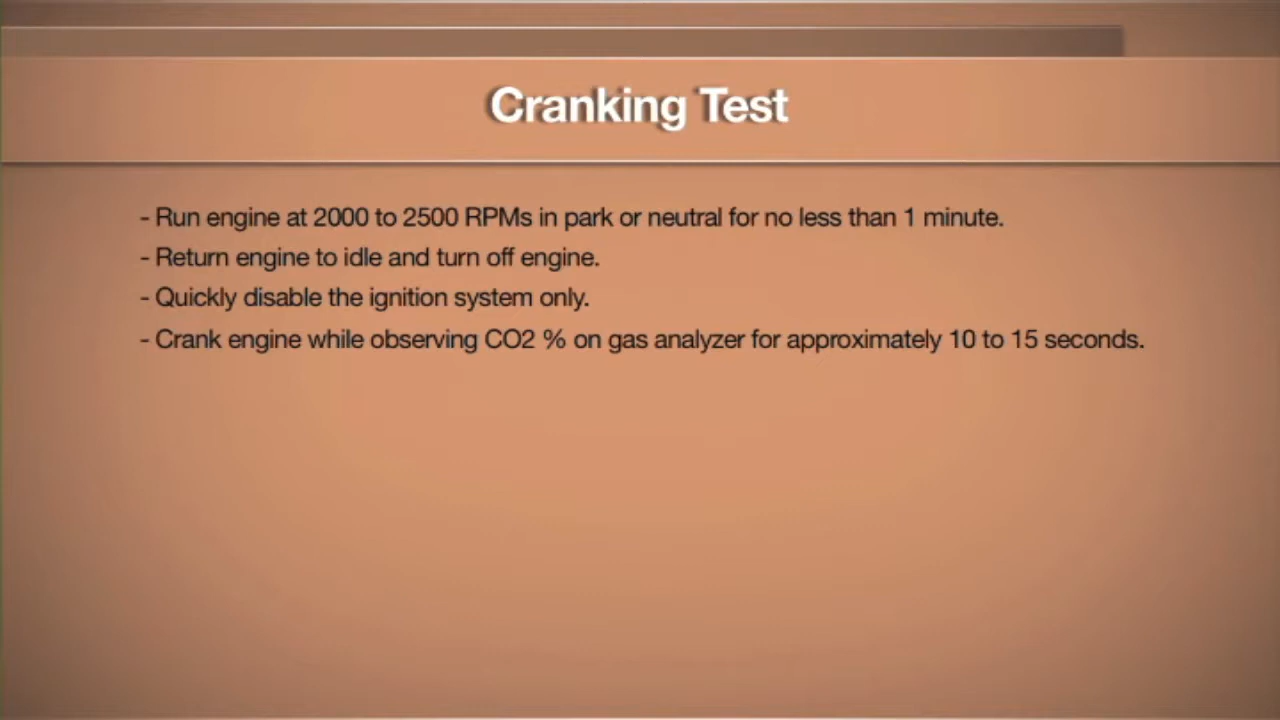 Cranking Test
- Run engine at 2000 to 2500 RPMs in park or neutral for no less than 1 minute.
- Return engine to idle and turn off engine.
- Quickly disable the ignition system only.
- Crank engine while observing CO2 % on gas analyzer for approximately 10 to 15 seconds.